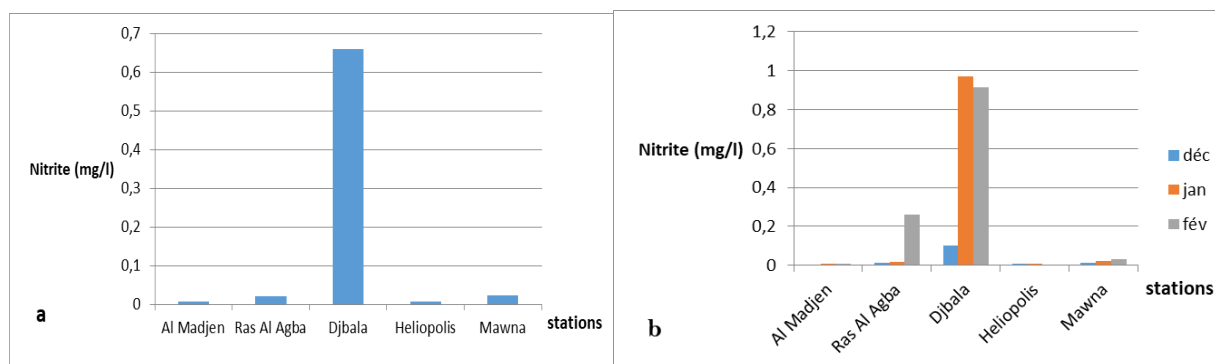 0,7
0,6
0,5
0,4
0,3
0,2
0,1
0
Nitrite (mg/l)
Al Madjen Ras Al Agba Djbala Heliopolis Mawna
stations
a
1,2
1
0,8
0,6
0,4
0,2
0
Nitrite (mg/l)
Al Madjen
Ras Al Agba
Djbala
Heliopolis
Mawna
stations
déc
jan
fév
b